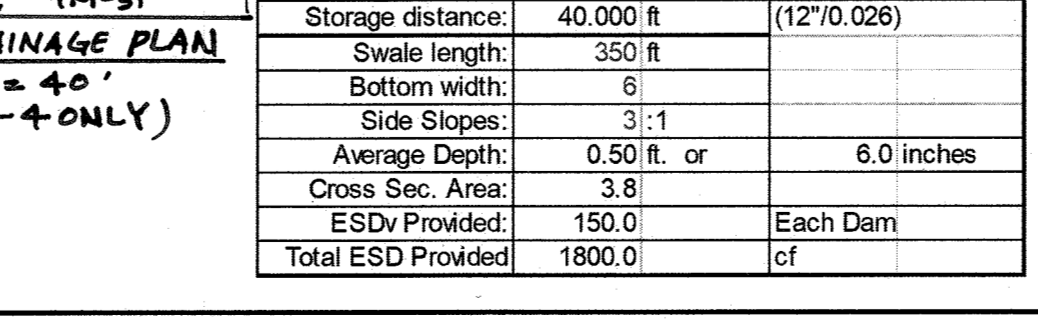 INAGE PLAN
= 40'
-4 ONLY)
Storage distance: 40.000 ft (12"/0.026)
Swale length: 350 ft
Bottom width: 6
Side Slopes: 3 :1
Average Depth: 0.50 ft. or 6.0 inches
Cross Sec. Area: 3.8
ESDv Provided: 150.0 Each Dam
Total ESD Provided 1800.0 cf